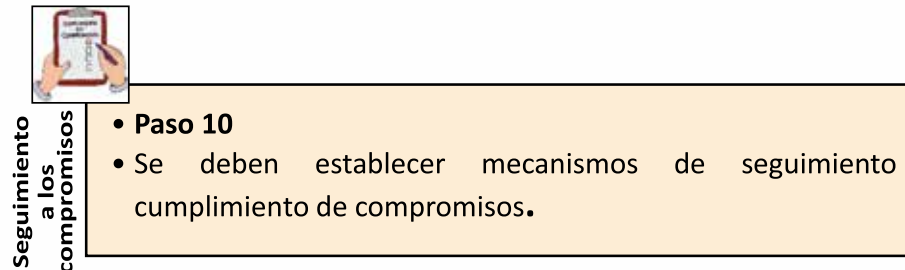 Seguimiento
a los
compromisos
• Paso 10
• Se deben establecer mecanismos de seguimiento
cumplimiento de compromisos.